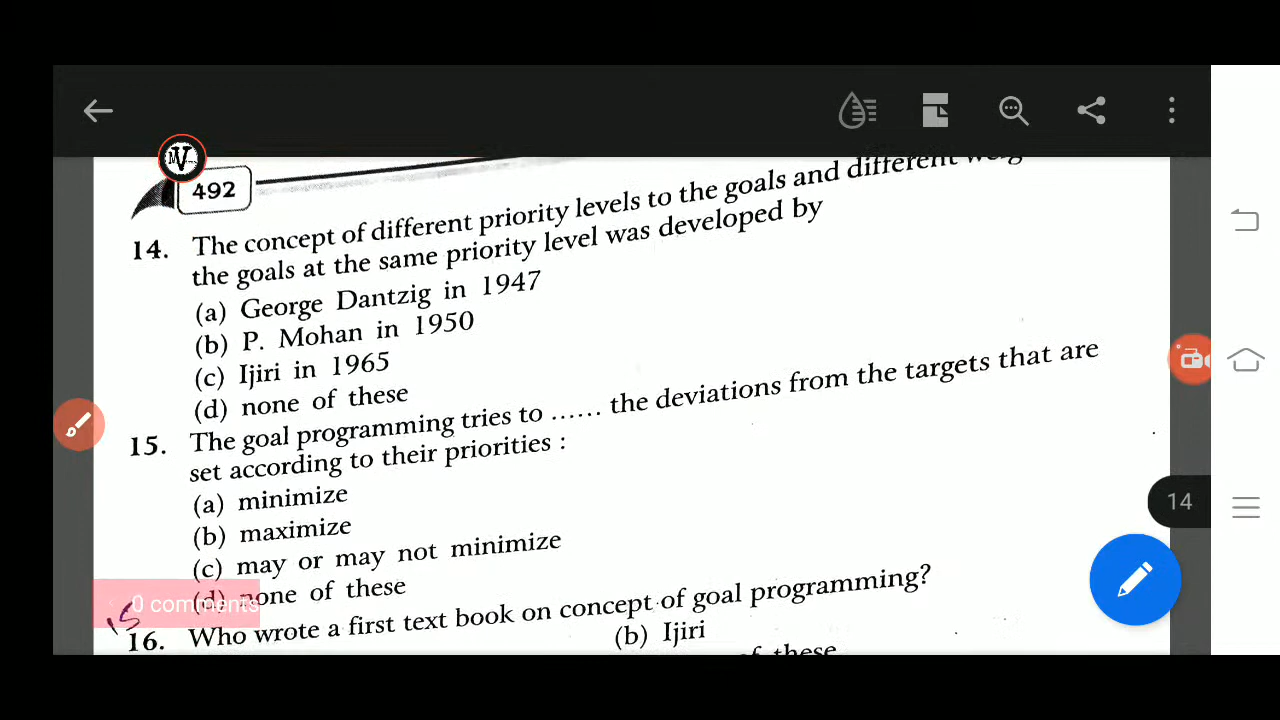 MV
492
14. The concept of different priority levels to the goals and different
the goals at the same priority level was developed by
(a) George Dantzig in 1947
(b) P. Mohan in 1950
(c) Ijiri in 1965
(d) none of these
15. The goal programming tries to ...... the deviations from the targets that are
set according to their priorities :
(a) minimize
(b) maximize
(c) may or may not minimize
(d) none of these
0 comments
15
16. Who wrote a first text book on concept of goal programming?
(b) Ijiri
of these
14